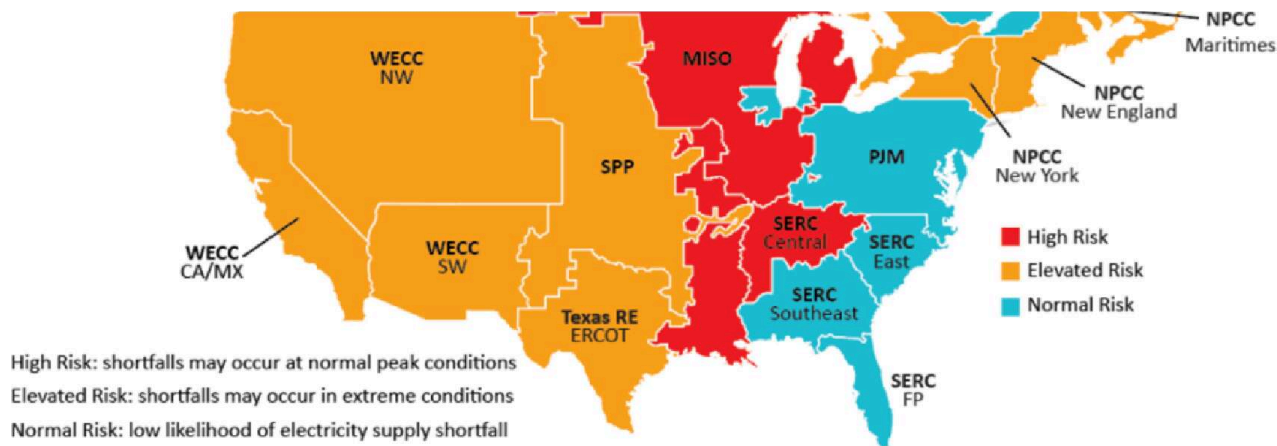 NPCC
Maritimes
WECC
NW
MISO
NPCC
New England
SPP
PJM
NPCC
New York
WECC
CA/MX
WECC
SW
SERC
Central
SERC
East
High Risk
Elevated Risk
Normal Risk
SERC
Southeast
Texas RE
ERCOT
SERC
FP
High Risk: shortfalls may occur at normal peak conditions
Elevated Risk: shortfalls may occur in extreme conditions
Normal Risk: low likelihood of electricity supply shortfall